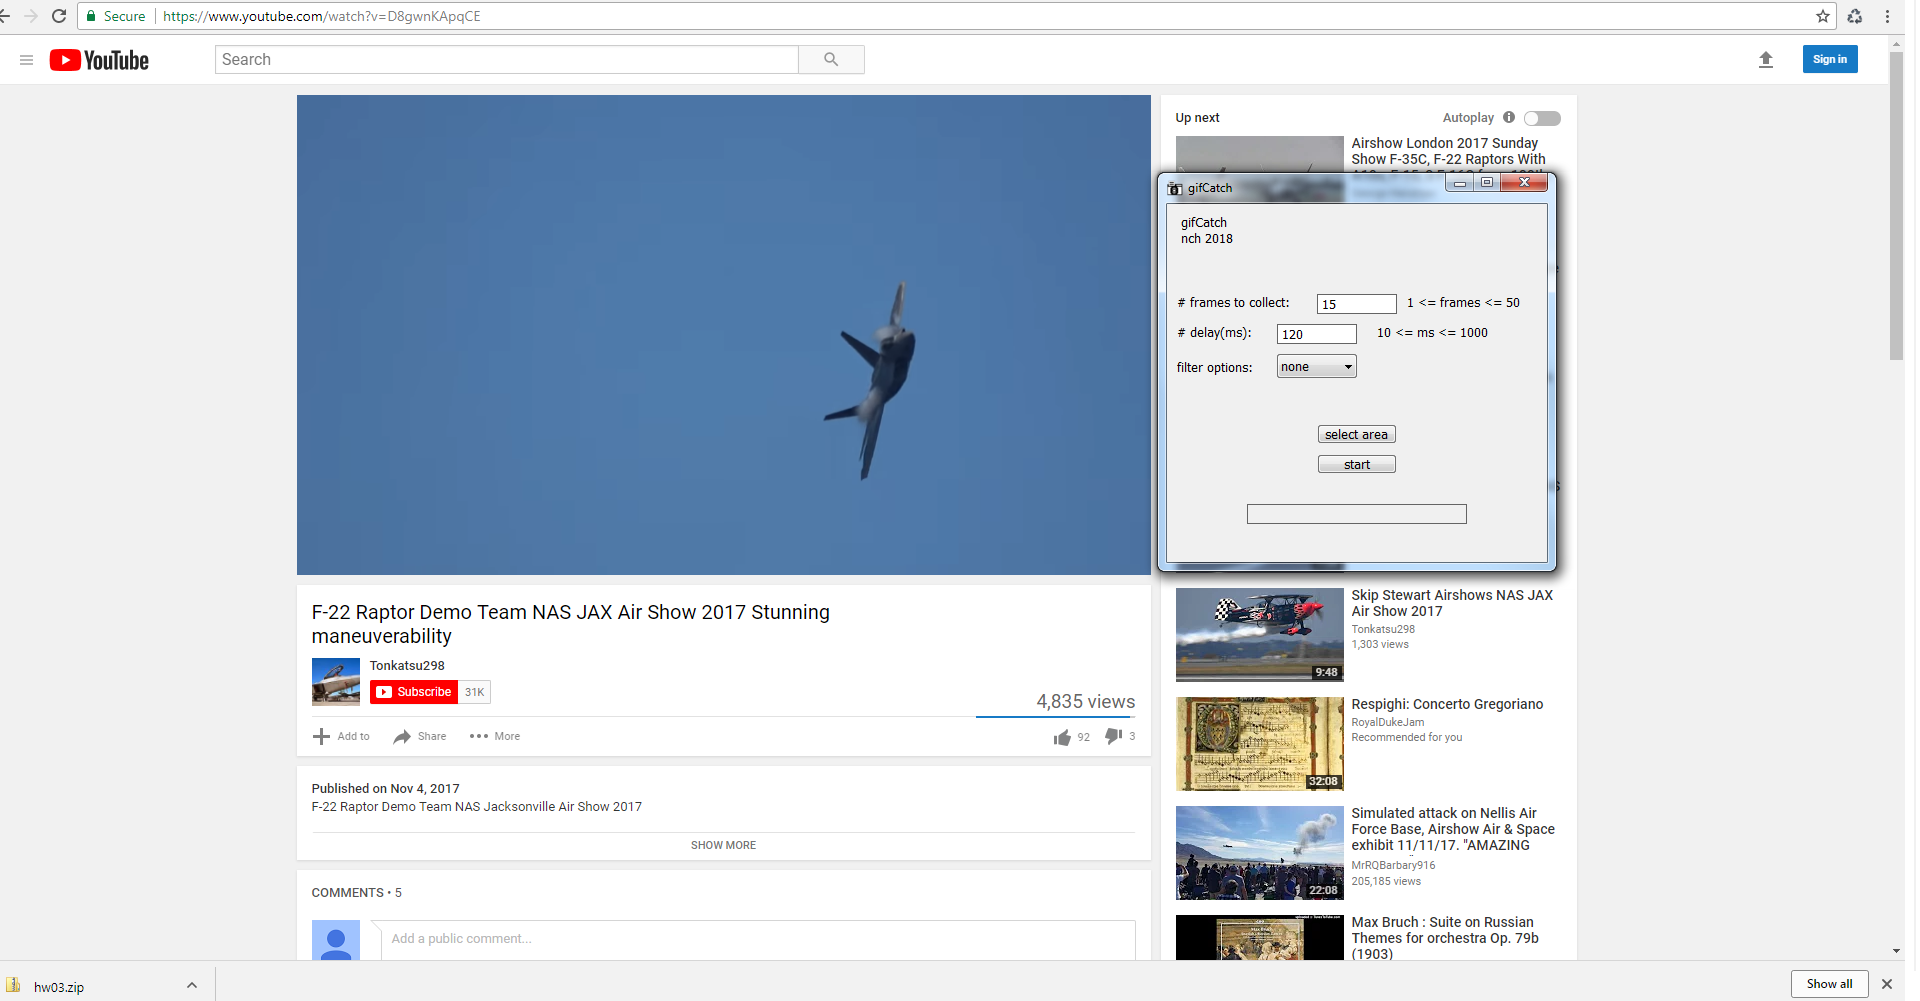 Secure
https://www.youtube.com/watch?v=D8gwnKApqCE
YouTube
Search
Sign in
Up next
Autoplay
Airshow London 2017 Sunday
Show F-35C, F-22 Raptors With
gifCatch
gifCatch
nch 2018
# frames to collect:
15
1 <= frames <= 50
# delay(ms):
120
10 <= ms <= 1000
filter options:
none
select area
start
F-22 Raptor Demo Team NAS JAX Air Show 2017 Stunning
maneuverability
Tonkatsu298
Subscribe
31K
4,835 views
Add to
Share
More
92
3
Published on Nov 4, 2017
F-22 Raptor Demo Team NAS Jacksonville Air Show 2017
SHOW MORE
COMMENTS • 5
Add a public comment...
Skip Stewart Airshows NAS JAX
Air Show 2017
Tonkatsu298
1,303 views
9:48
Respighi: Concerto Gregoriano
RoyalDukeJam
Recommended for you
32:08
Simulated attack on Nellis Air
Force Base, Airshow Air & Space
exhibit 11/11/17. "AMAZING
MrRQBarbary916
205,185 views
22:08
Max Bruch : Suite on Russian
Themes for orchestra Op. 79b
(1903)
Max Bruch
hw03.zip
Show all